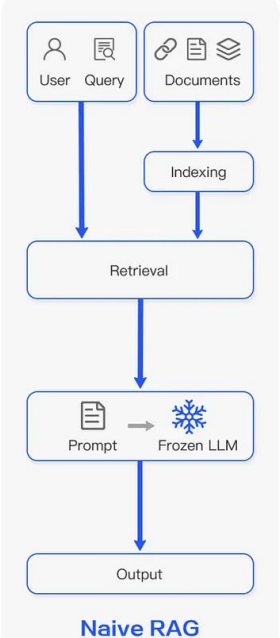 User Query
Documents
Indexing
Retrieval
Prompt
Frozen LLM
Output
Naive RAG